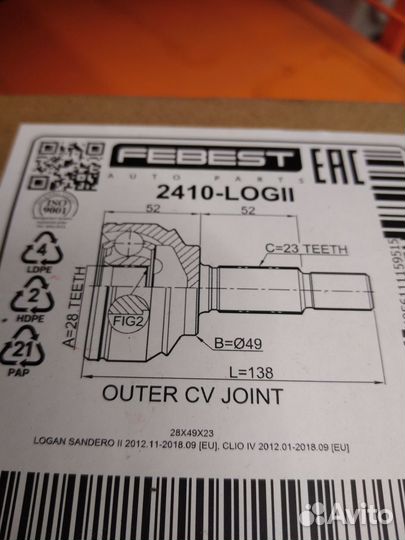 FEBEST
AUTO PARTS
EAC
2410-LOGII
ISO
9001
52
52
C=23 TEETH
4
LDPE
2
HDPE
21
PAP
A=28 TEETH
FIG2
B=Ø49
L=138
OUTER CV JOINT
28X49X23
LOGAN SANDERO II 2012.11-2018.09 [EU], CLIO IV 2012.01-2018.09 [EU]
Avito